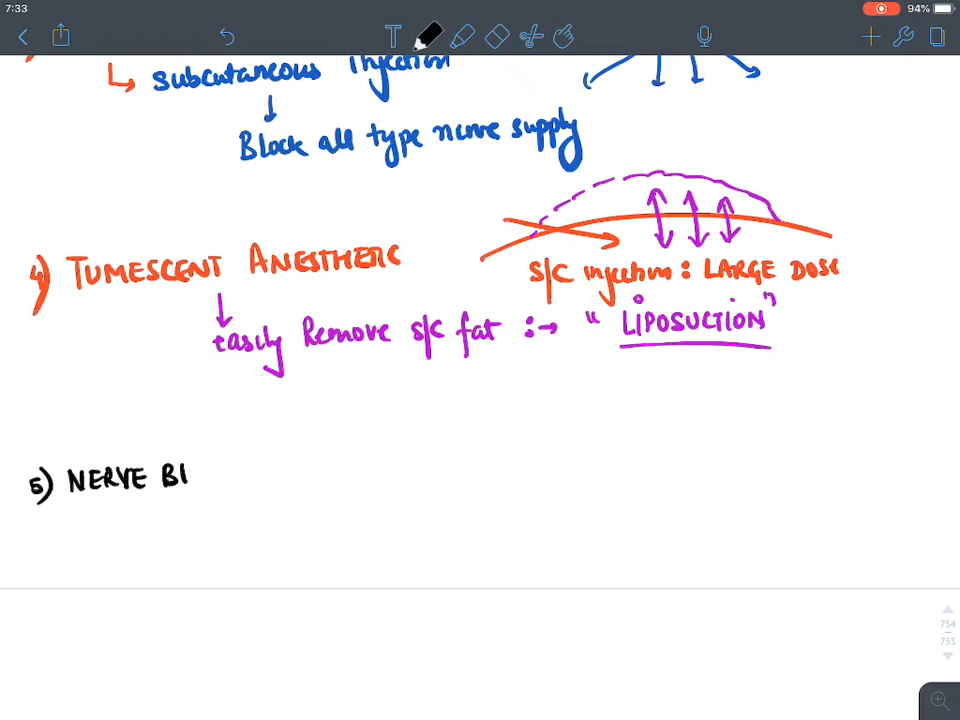 7:33
94%
T
subcutaneous Injection
Block all type nerve supply
4) TUMESCENT ANESTHETIC
S/C injection : LARGE DOSE
Easily Remove s/c fat :→ "LIPOSUCTION"
5) NERVE Bl
754
755